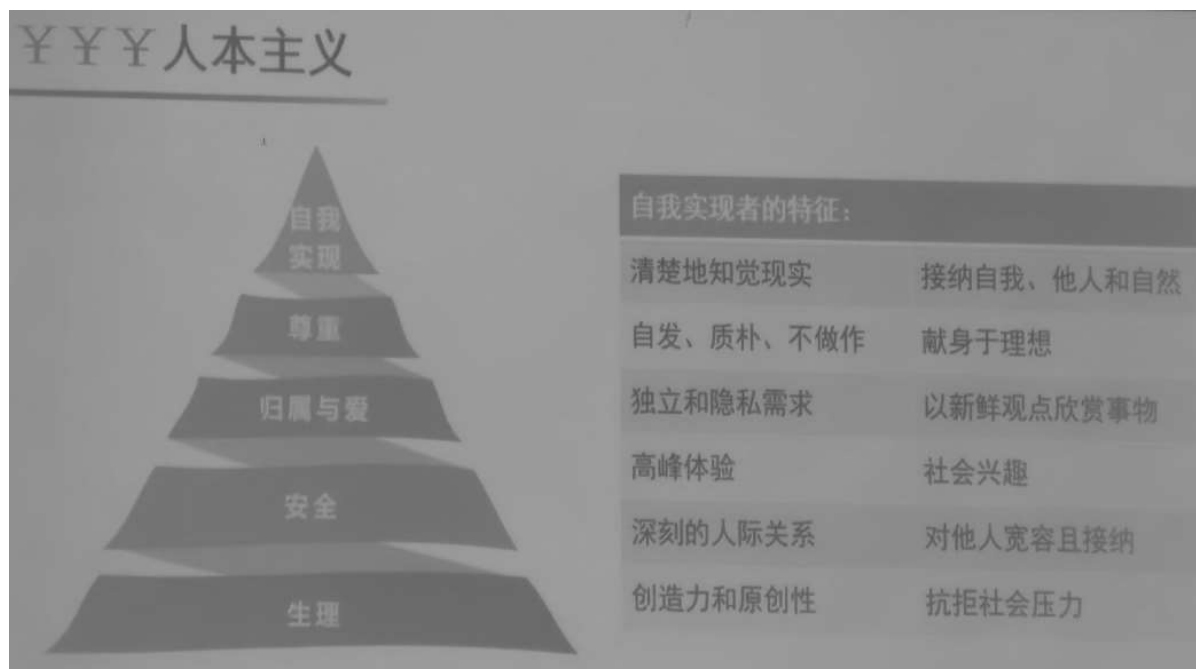 ¥¥¥人本主义
自我
实现
尊重
归属与爱
安全
生理
自我实现者的特征：
清楚地知觉现实 接纳自我、他人和自然
自发、质朴、不做作 献身于理想
独立和隐私需求 以新鲜观点欣赏事物
高峰体验 社会兴趣
深刻的人际关系 对他人宽容且接纳
创造力和原创性 抗拒社会压力